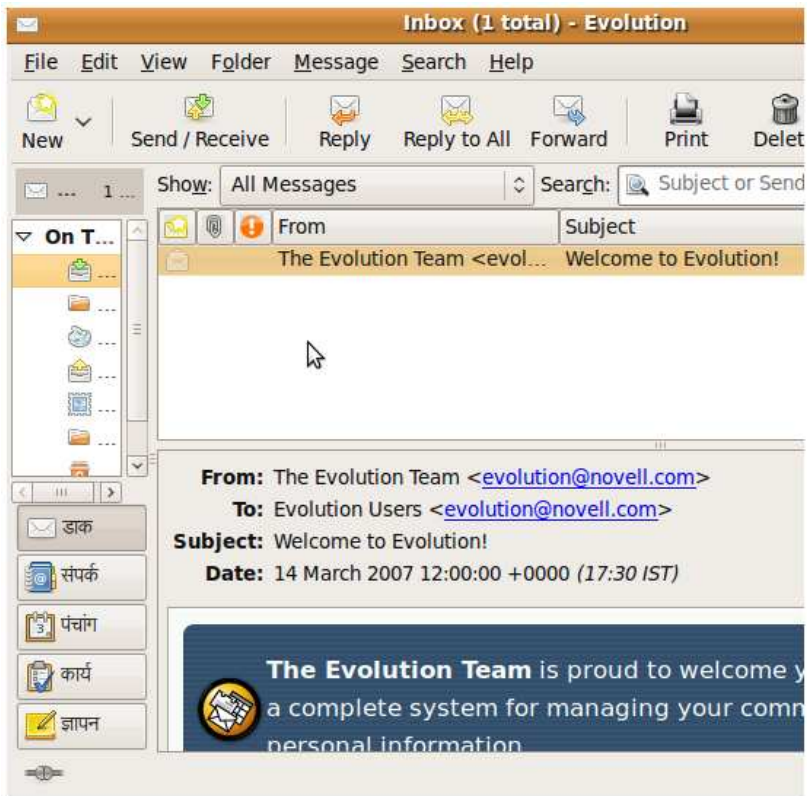 Inbox (1 total) - Evolution
File Edit View Folder Message Search Help
New Send / Receive Reply Reply to All Forward Print Delet
... 1 ... Show: All Messages Search: Subject or Send
On T... From Subject
... The Evolution Team <evol... Welcome to Evolution!
...
...
...
...
...
From: The Evolution Team <evolution@novell.com>
To: Evolution Users <evolution@novell.com>
Subject: Welcome to Evolution!
Date: 14 March 2007 12:00:00 +0000 (17:30 IST)
डाक
संपर्क
पंचांग
कार्य
ज्ञापन
The Evolution Team is proud to welcome y
a complete system for managing your comm
personal information